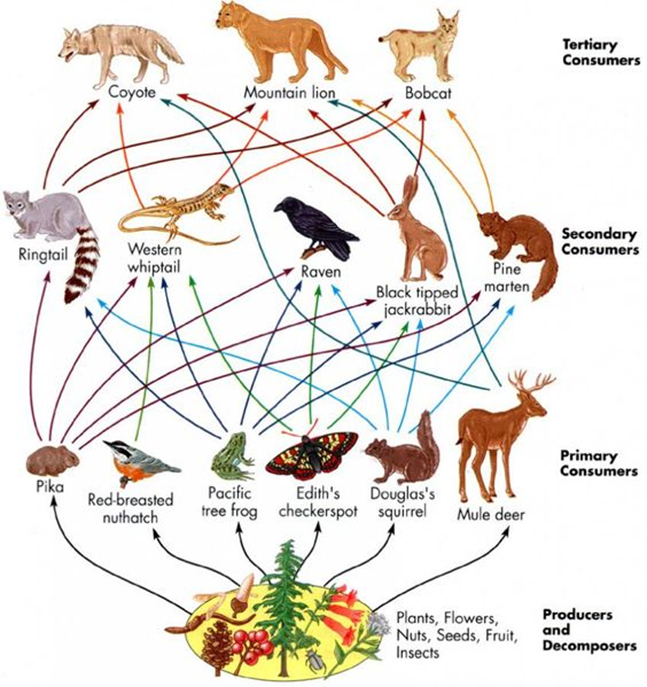 Tertiary
Consumers
Coyote
Mountain lion
Bobcat
Secondary
Consumers
Ringtail
Western
whiptail
Raven
Black tipped
jackrabbit
Pine
marten
Primary
Consumers
Pika
Red-breasted
nuthatch
Pacific
tree frog
Edith's
checkerspot
Douglas's
squirrel
Mule deer
Plants, Flowers,
Nuts, Seeds, Fruit,
Insects
Producers
and
Decomposers